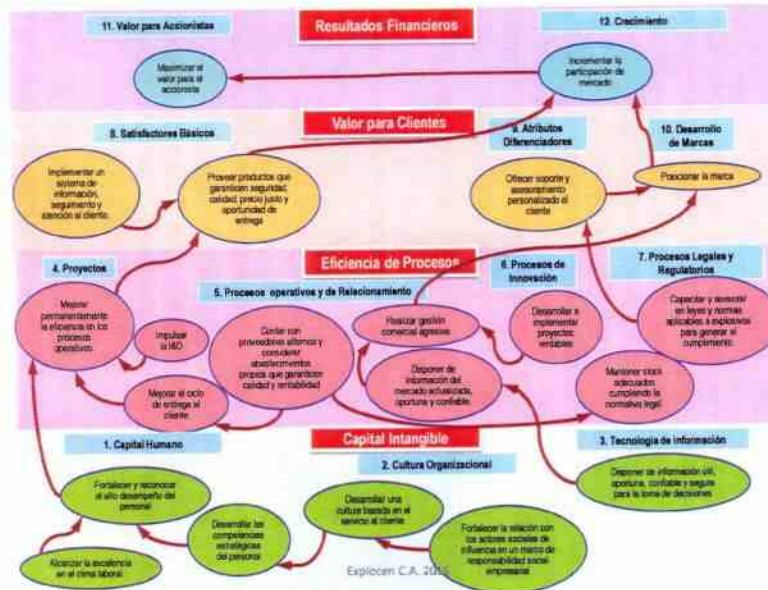 11. Valor para Accionistas
Resultados Financieros
12. Crecimiento
Maximizar el
valor para el
accionista
Incrementar la
participación de
mercado
8. Satisfactores Básicos
Valor para Clientes
9. Atributos
Diferenciadores
10. Desarrollo
de Marcas
Implementar un
sistema de
información,
seguimiento y
atención al cliente.
Proveer productos que
garanticen seguridad,
calidad, precio justo y
oportunidad de
entrega
Ofrecer soporte y
asesoramiento
personalizado al
cliente
Posicionar la marca
4. Proyectos
Eficiencia de Procesos
5. Procesos operativos y de Relacionamiento
6. Procesos de
Innovación
7. Procesos Legales y
Regulatorios
Mejorar
permanentemente
la eficiencia en los
procesos
operativos
Impulsar
la I&D
Mejorar el ciclo
de entrega al
cliente
Contar con
proveedores alternos y
considerar
abastecimientos
propios que garanticen
calidad y rentabilidad
Realizar gestión
comercial agresiva
Disponer de
información del
mercado actualizada,
oportuna y confiable.
Desarrollar e
implementar
proyectos
rentables
Capacitar y asesorar
en leyes y normas
aplicables a explosivos
para generar el
cumplimiento.
Mantener stock
adecuados
cumpliendo la
normativa legal.
1. Capital Humano
Capital Intangible
2. Cultura Organizacional
3. Tecnología de información
Fortalecer y reconocer
el alto desempeño del
personal
Alcanzar la excelencia
en el clima laboral
Desarrollar las
competencias
estratégicas
del personal
Desarrollar una
cultura basada en el
servicio al cliente
Fortalecer la relación con
los actores sociales
de influencia en un marco de
responsabilidad social
empresarial
Disponer de información útil,
oportuna, confiable y segura
para la toma de decisiones
Explocen C.A.